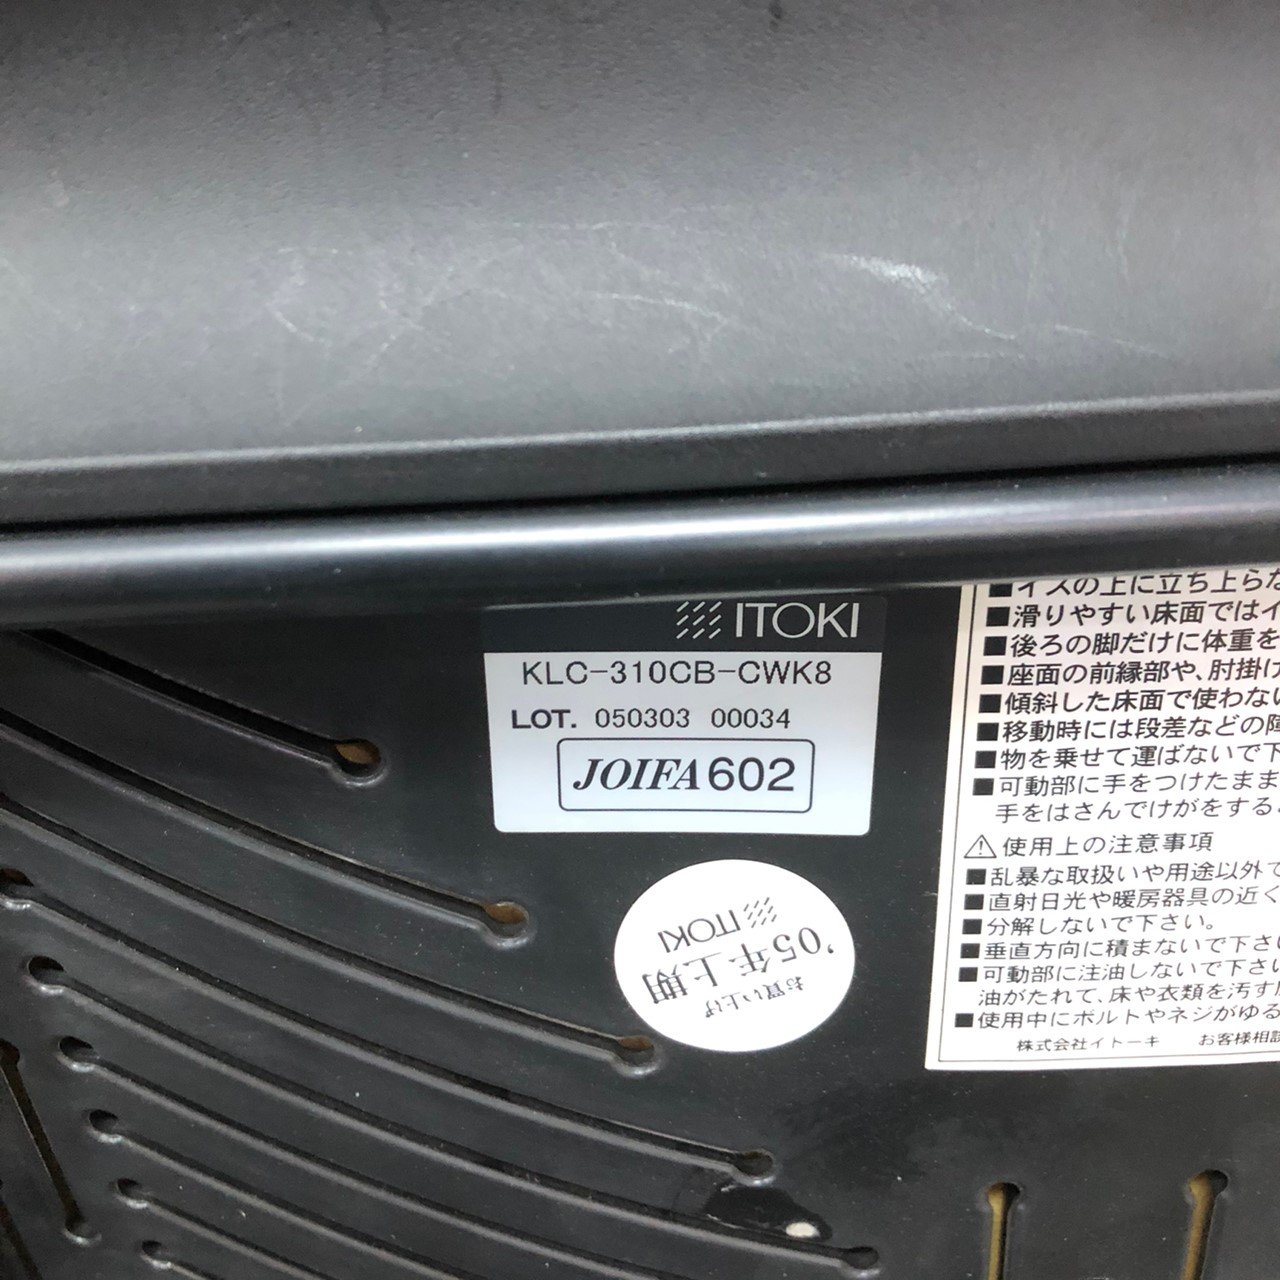 ITOKI
KLC-310CB-CWK8
LOT. 050303 00034
JOIFA602
お買い上げ
'05年上期
ITOKI
■イスの上に立ち上らな
■滑りやすい床面ではイ
■後ろの脚だけに体重を
■座面の前縁部や、肘掛け
■傾斜した床面で使わない
■移動時には段差などの障
■物を乗せて運ばないで下
■可動部に手をつけたまま
手をはさんでけがをする
⚠使用上の注意事項
■乱暴な取扱いや用途以外で
■直射日光や暖房器具の近く
■分解しないで下さい。
■垂直方向に積まないで下さい
■可動部に注油しないで下さい
油がたれて、床や衣類を汚す
■使用中にボルトやネジがゆる
株式会社イトーキ お客様相談